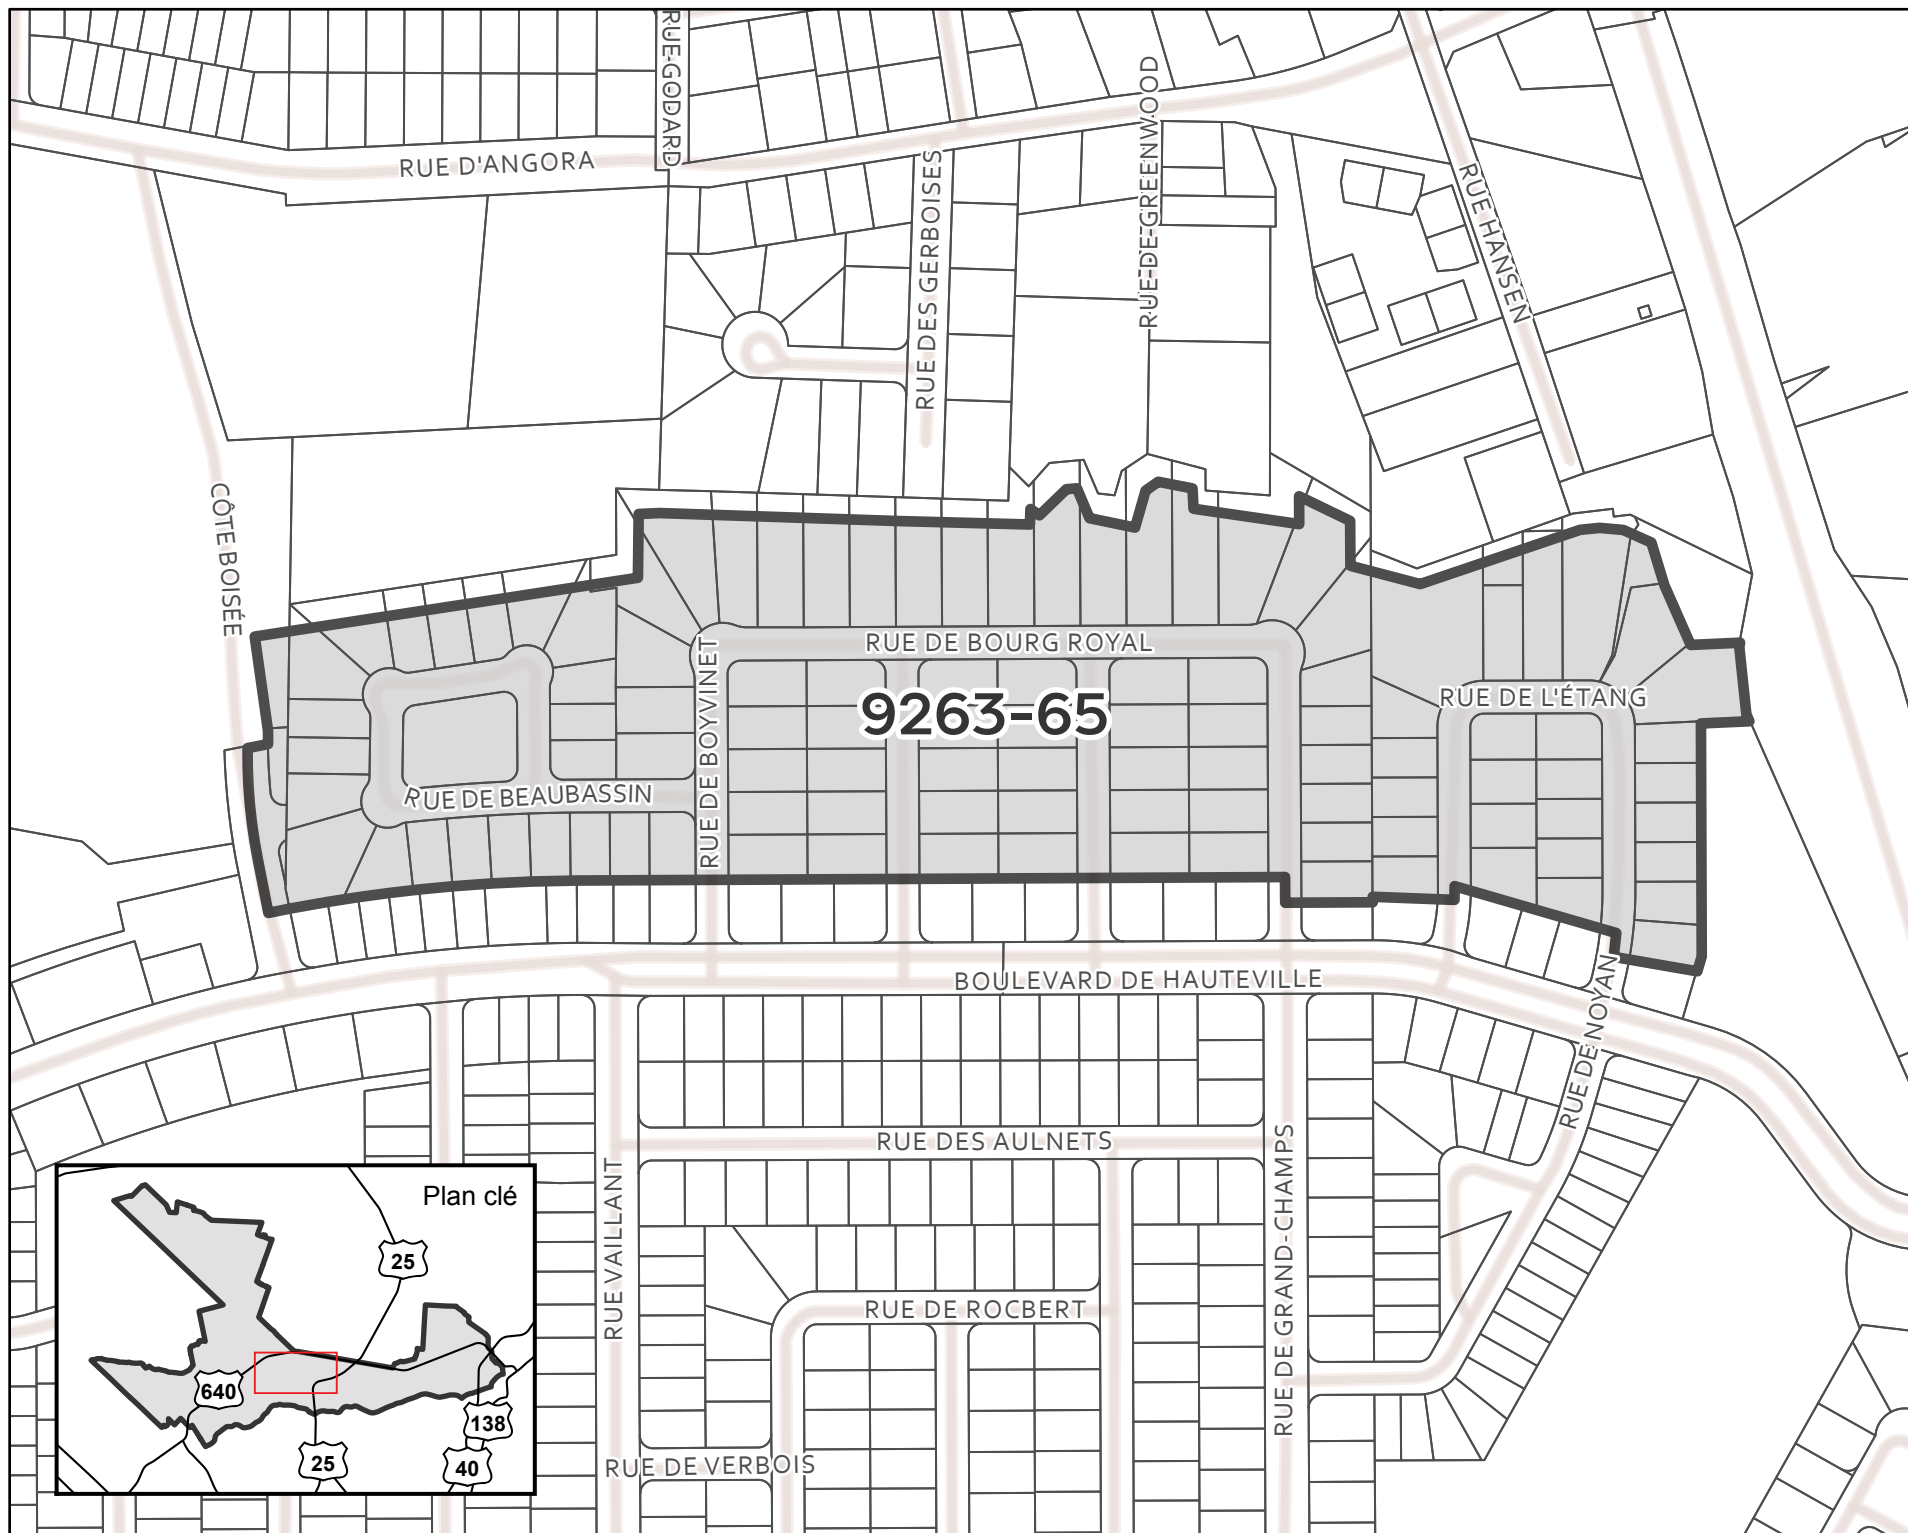 RUE-GODARD
RUE D'ANGORA
RUE DES GERBOISES
RUE-DE-GREENWOOD
RUE HANSEN
CÔTE BOISÉE
RUE DE BOURG ROYAL
9263-65
RUE DE BOYVINET
RUE DE L'ÉTANG
RUE DE BEAUBASSIN
BOULEVARD DE HAUTEVILLE
RUE DE NOYAN
RUE DES AULNETS
RUE VAILLANT
RUE DE GRAND-CHAMPS
RUE DE ROCBERT
RUE DE VERBOIS
Plan clé
25
640
138
25
40